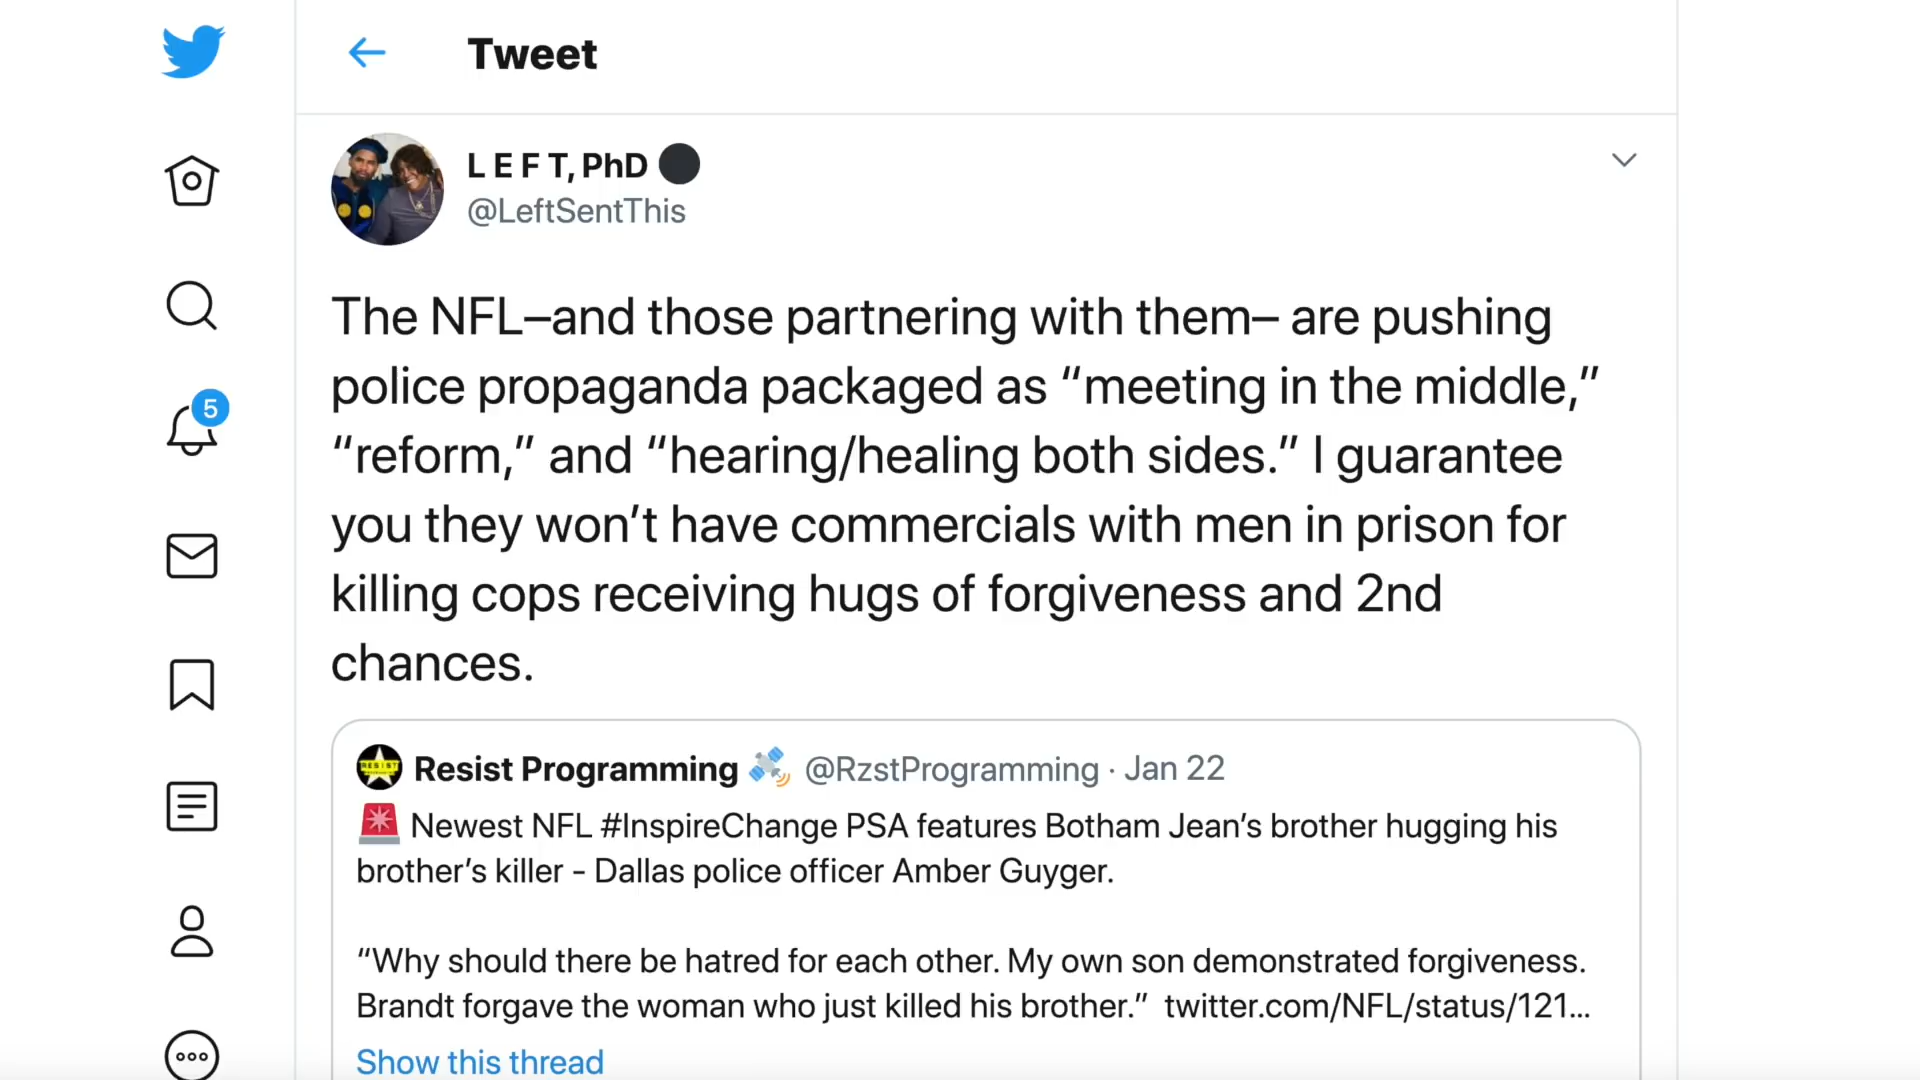 Tweet
L E F T, PhD
@LeftSentThis
The NFL–and those partnering with them– are pushing
police propaganda packaged as “meeting in the middle,”
“reform,” and “hearing/healing both sides.” I guarantee
you they won’t have commercials with men in prison for
killing cops receiving hugs of forgiveness and 2nd
chances.
5
RESIST
Resist Programming @RzstProgramming · Jan 22
Newest NFL #InspireChange PSA features Botham Jean’s brother hugging his
brother’s killer - Dallas police officer Amber Guyger.
“Why should there be hatred for each other. My own son demonstrated forgiveness.
Brandt forgave the woman who just killed his brother.” twitter.com/NFL/status/121...
Show this thread